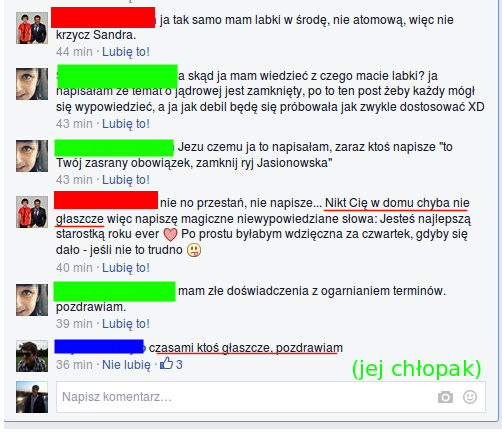 ja tak samo mam labki w środę, nie atomową, więc nie
krzycz Sandra.
44 min · Lubię to!
a skąd ja mam wiedzieć z czego macie labki? ja
napisałam że temat o jądrowej jest zamknięty, po to ten post żeby każdy mógł
się wypowiedzieć, a ja jak debil będę się próbowała jak zwykle dostosować XD
43 min · Lubię to!
Jezu czemu ja to napisałam, zaraz ktoś napisze "to
Twój zasrany obowiązek, zamknij ryj Jasionowska"
43 min · Lubię to!
nie no przestań, nie napisze... Nikt Cię w domu chyba nie
głaszcze więc napiszę magiczne niewypowiedziane słowa: Jesteś najlepszą
starostką roku ever Po prostu byłabym wdzięczna za czwartek, gdyby się
dało - jeśli nie to trudno
40 min · Lubię to!
mam złe doświadczenia z ogarnianiem terminów.
pozdrawiam.
39 min · Lubię to!
czasami ktoś głaszcze, pozdrawiam
36 min · Nie lubię · 3
(jej chłopak)
Napisz komentarz...